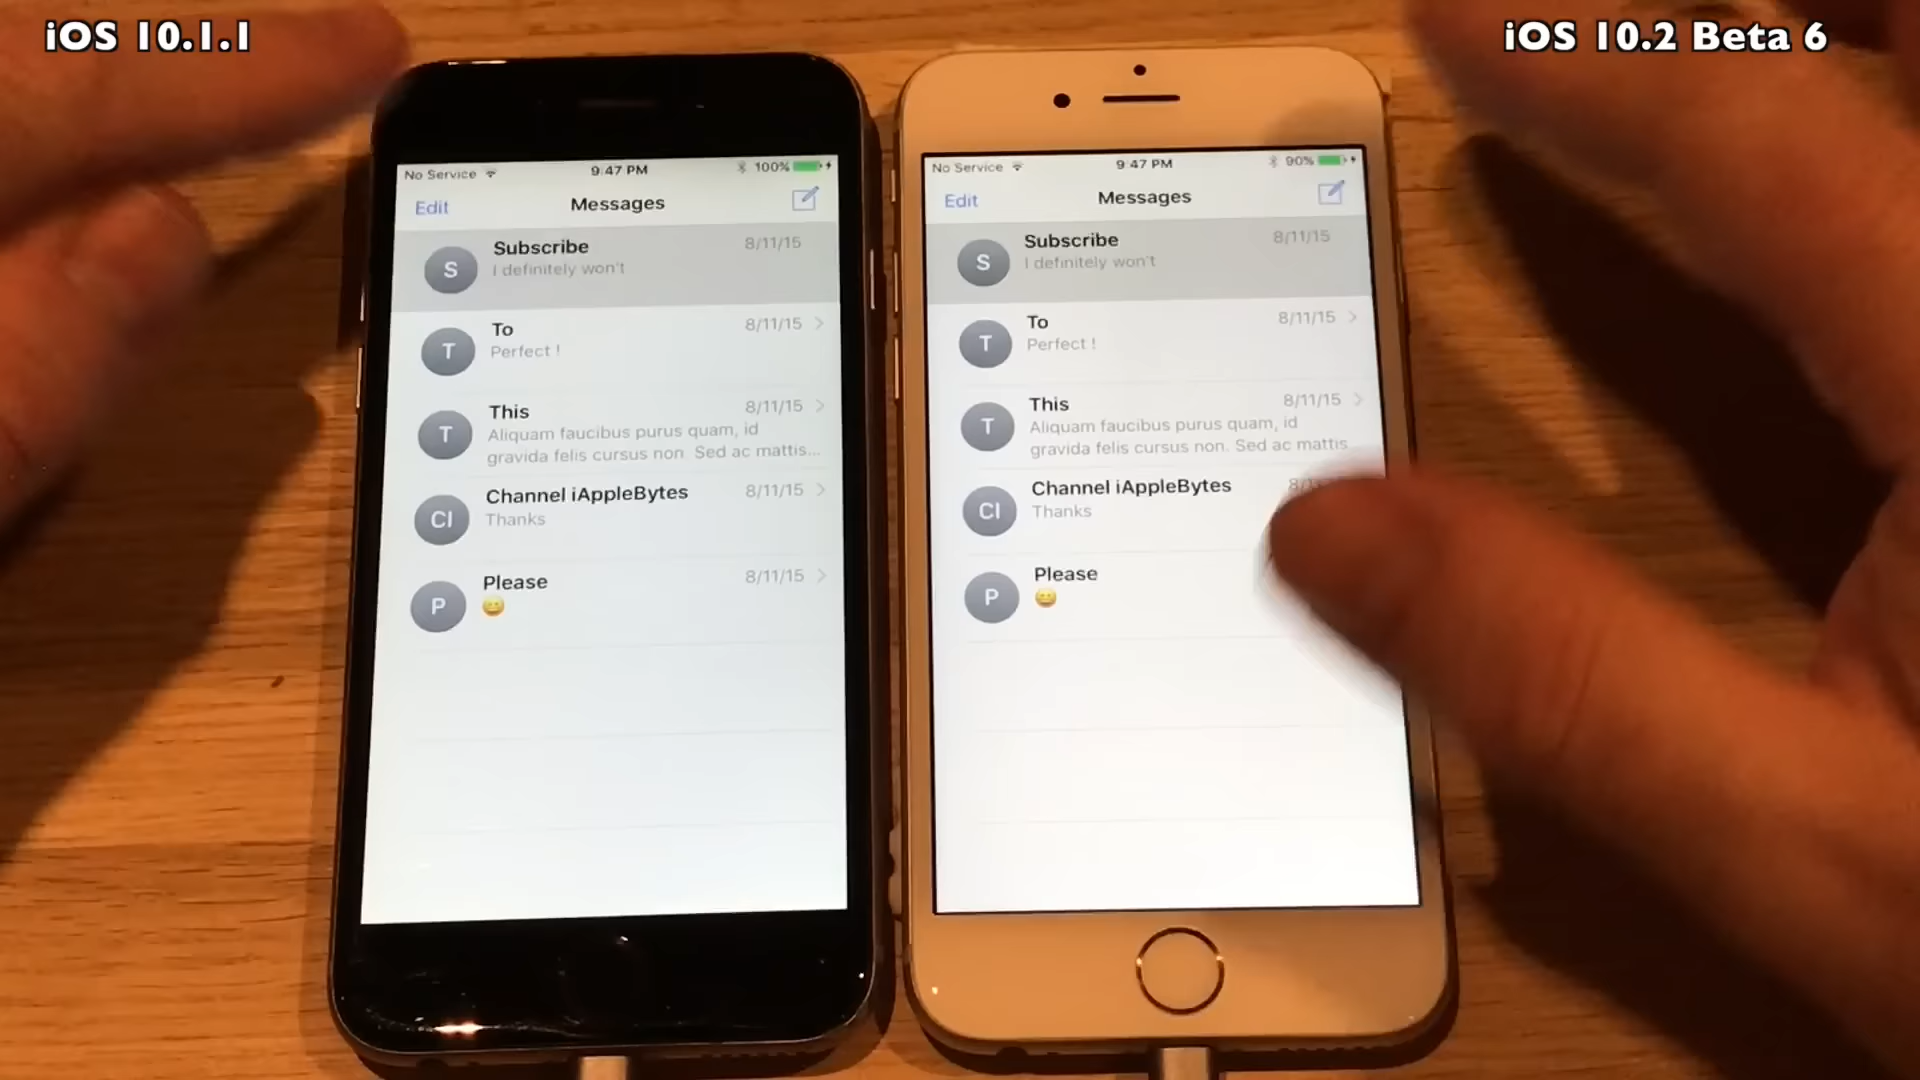 iOS 10.1.1
iOS 10.2 Beta 6
No Service
9:47 PM
100%
Edit
Messages
S
Subscribe
8/11/15
I definitely won't
T
To
8/11/15
Perfect !
T
This
8/11/15
Aliquam faucibus purus quam, id
gravida felis cursus non. Sed ac mattis...
CI
Channel iAppleBytes
8/11/15
Thanks
P
Please
8/11/15
No Service
9:47 PM
90%
Edit
Messages
S
Subscribe
8/11/15
I definitely won't
T
To
8/11/15
Perfect !
T
This
8/11/15
Aliquam faucibus purus quam, id
gravida felis cursus non. Sed ac mattis
CI
Channel iAppleBytes
Thanks
P
Please